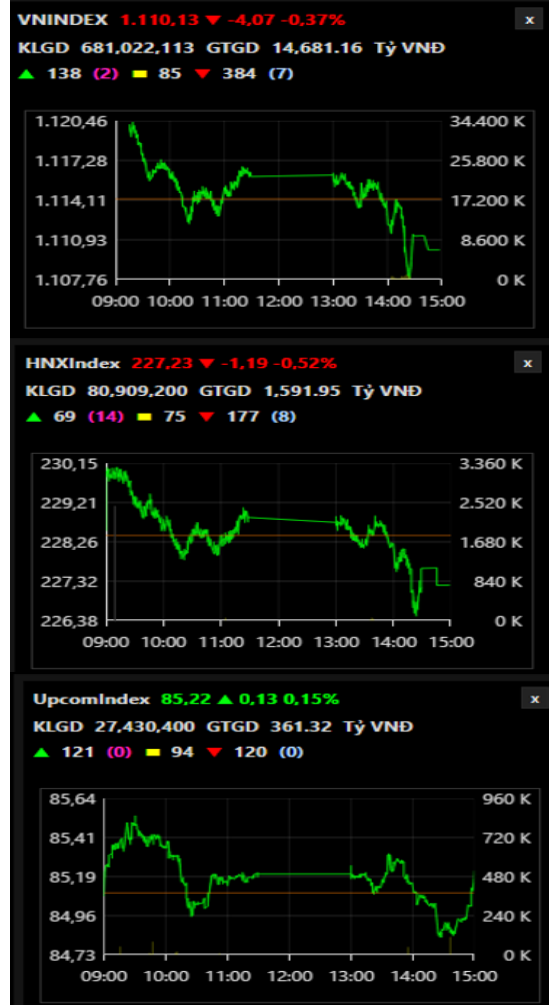 VNINDEX 1.110,13 ▼ -4,07 -0,37% x
KLGD 681,022,113 GTGD 14,681.16 Tỷ VNĐ
▲ 138 (2) ▬ 85 ▼ 384 (7)
1.120,46 34.400 K
1.117,28 25.800 K
1.114,11 17.200 K
1.110,93 8.600 K
1.107,76 0 K
09:00 10:00 11:00 12:00 13:00 14:00 15:00
HNXIndex 227,23 ▼ -1,19 -0,52% x
KLGD 80,909,200 GTGD 1,591.95 Tỷ VNĐ
▲ 69 (14) ▬ 75 ▼ 177 (8)
230,15 3.360 K
229,21 2.520 K
228,26 1.680 K
227,32 840 K
226,38 0 K
09:00 10:00 11:00 12:00 13:00 14:00 15:00
UpcomIndex 85,22 ▲ 0,13 0,15% x
KLGD 27,430,400 GTGD 361.32 Tỷ VNĐ
▲ 121 (0) ▬ 94 ▼ 120 (0)
85,64 960 K
85,41 720 K
85,19 480 K
84,96 240 K
84,73 0 K
09:00 10:00 11:00 12:00 13:00 14:00 15:00